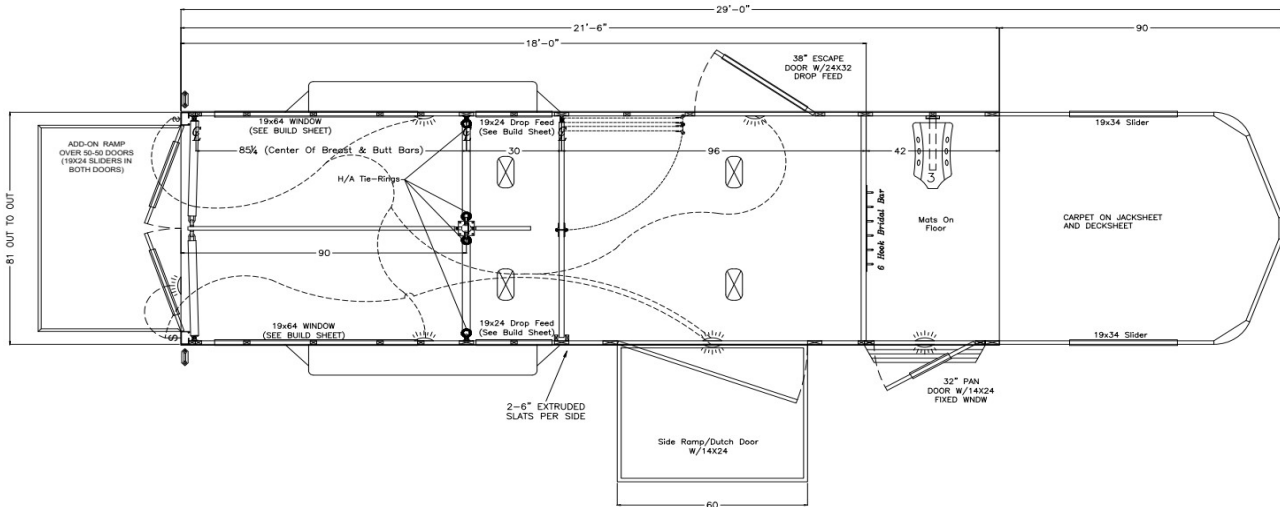 29'-0"
21'-6"
90
18'-0"
38" ESCAPE
DOOR W/24X32
DROP FEED
19x64 WINDOW
(SEE BUILD SHEET)
19x24 Drop Feed
(See Build Sheet)
19x34 Slider
ADD-ON RAMP
OVER 50-50 DOORS
(19X24 SLIDERS IN
BOTH DOORS)
85¼ (Center Of Breast & Butt Bars)
30
96
42
H/A Tie-Rings
3
81 OUT TO OUT
6 Hook Bridal Bar
Mats On
Floor
CARPET ON JACKSHEET
AND DECKSHEET
90
S
S
19x64 WINDOW
(SEE BUILD SHEET)
19x24 Drop Feed
(See Build Sheet)
19x34 Slider
32" PAN
DOOR W/14X24
FIXED WNDW
2-6" EXTRUDED
SLATS PER SIDE
Side Ramp/Dutch Door
W/14X24
60